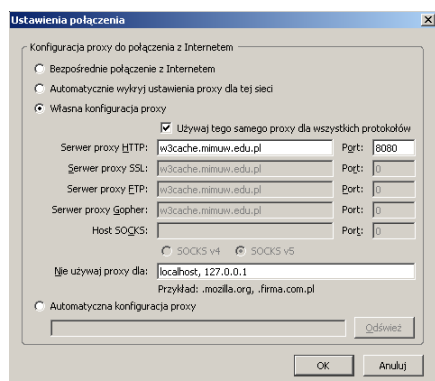 Ustawienia połączenia
Konfiguracja proxy do połączenia z Internetem
Bezpośrednie połączenie z Internetem
Automatycznie wykryj ustawienia proxy dla tej sieci
Własna konfiguracja proxy
Używaj tego samego proxy dla wszystkich protokołów
Serwer proxy HTTP: w3cache.mimuw.edu.pl Port: 8080
Serwer proxy SSL: w3cache.mimuw.edu.pl Port: 0
Serwer proxy FTP: w3cache.mimuw.edu.pl Port: 0
Serwer proxy Gopher: w3cache.mimuw.edu.pl Port: 0
Host SOCKS: Port: 0
SOCKS v4 SOCKS v5
Nie używaj proxy dla: localhost, 127.0.0.1
Przykład: .mozilla.org, .firma.com.pl
Automatyczna konfiguracja proxy
Odśwież
OK Anuluj